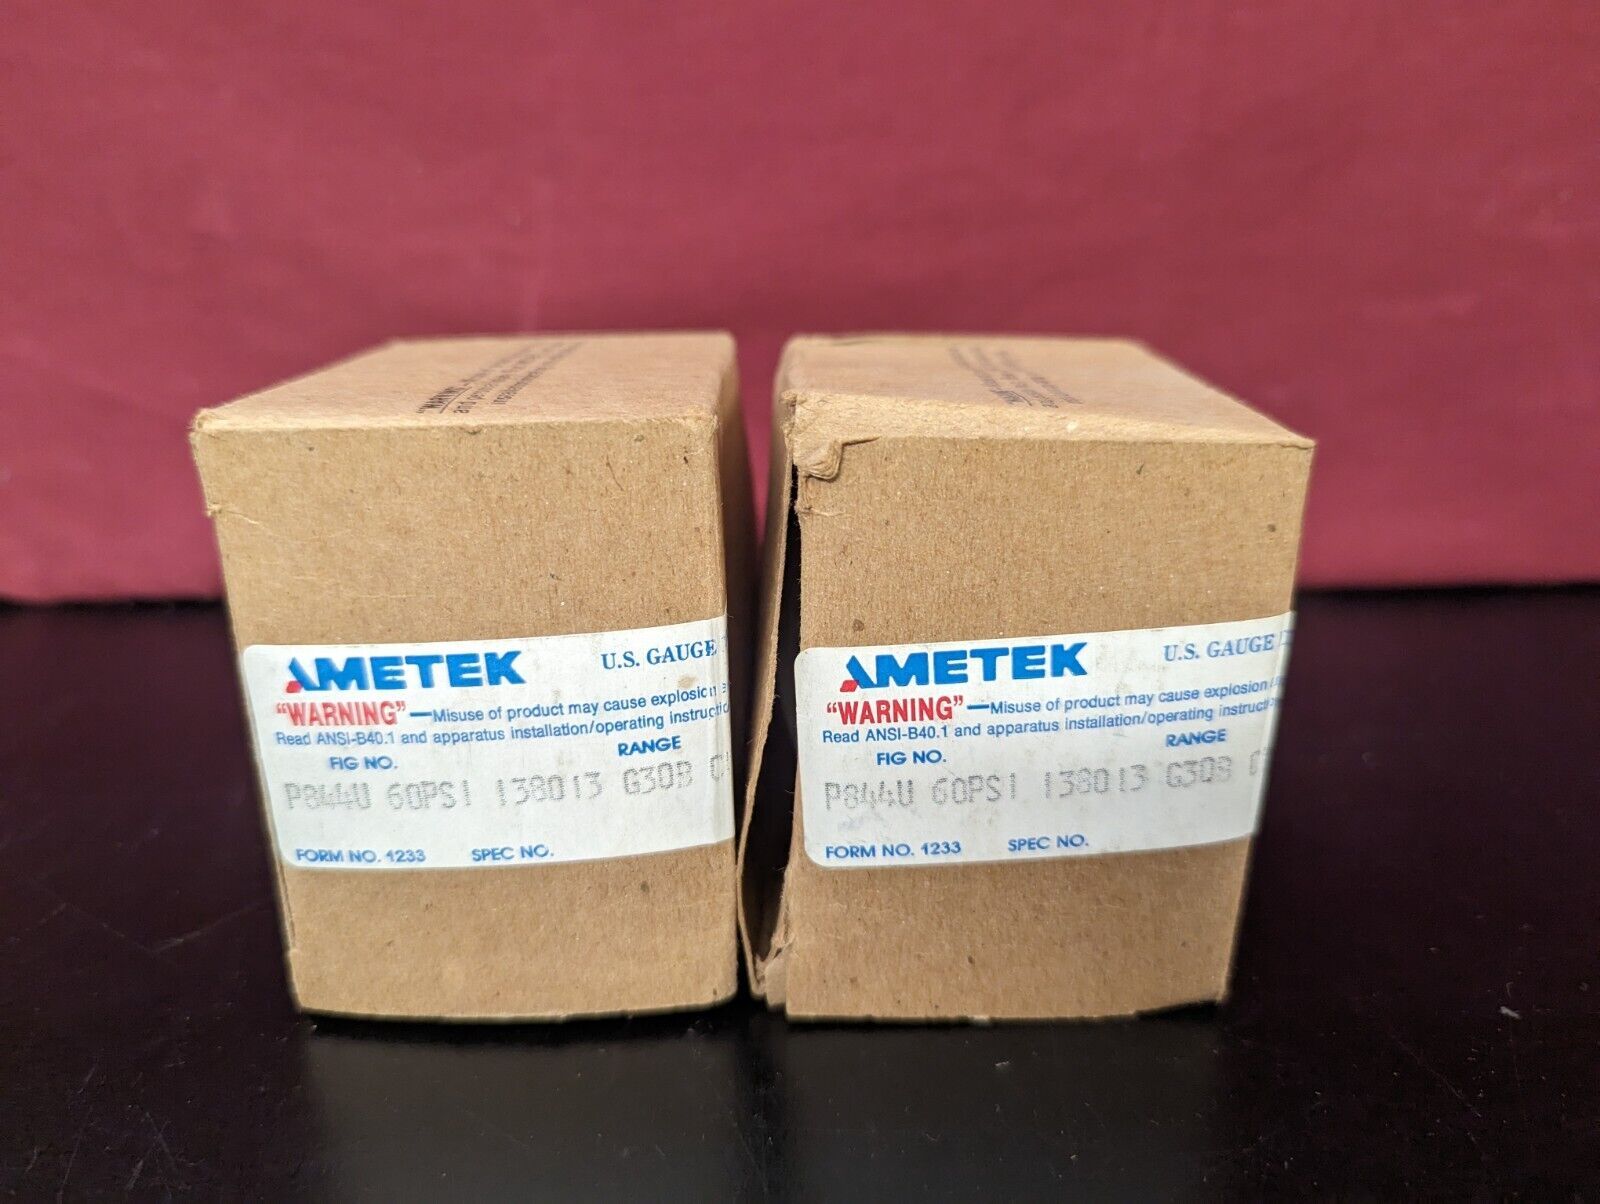 "WARNING"
AMETEK U.S. GAUGE
"WARNING"—Misuse of product may cause explosion
Read ANSI-B40.1 and apparatus installation/operating
FIG NO. RANGE
P844U 60PSI 138013 G30B
FORM NO. 1233 SPEC NO.
AMETEK U.S. GAUGE
"WARNING"—Misuse of product may cause explosion
Read ANSI-B40.1 and apparatus installation/operating
FIG NO. RANGE
P844U 60PSI 138013 G30B
FORM NO. 1233 SPEC NO.